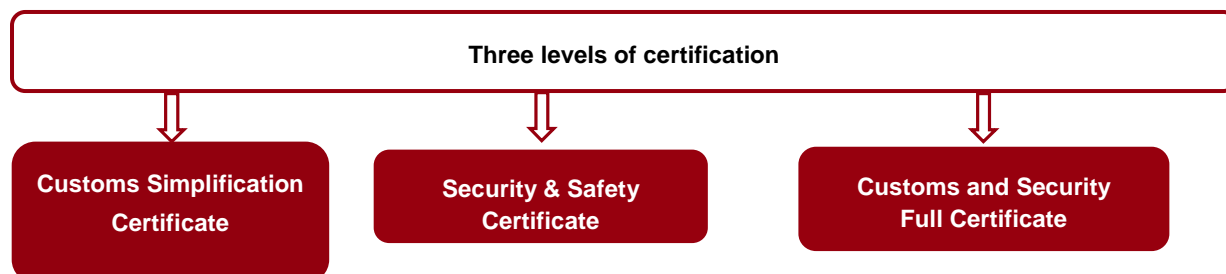 Three levels of certification
Customs Simplification
Certificate
Security & Safety
Certificate
Customs and Security
Full Certificate